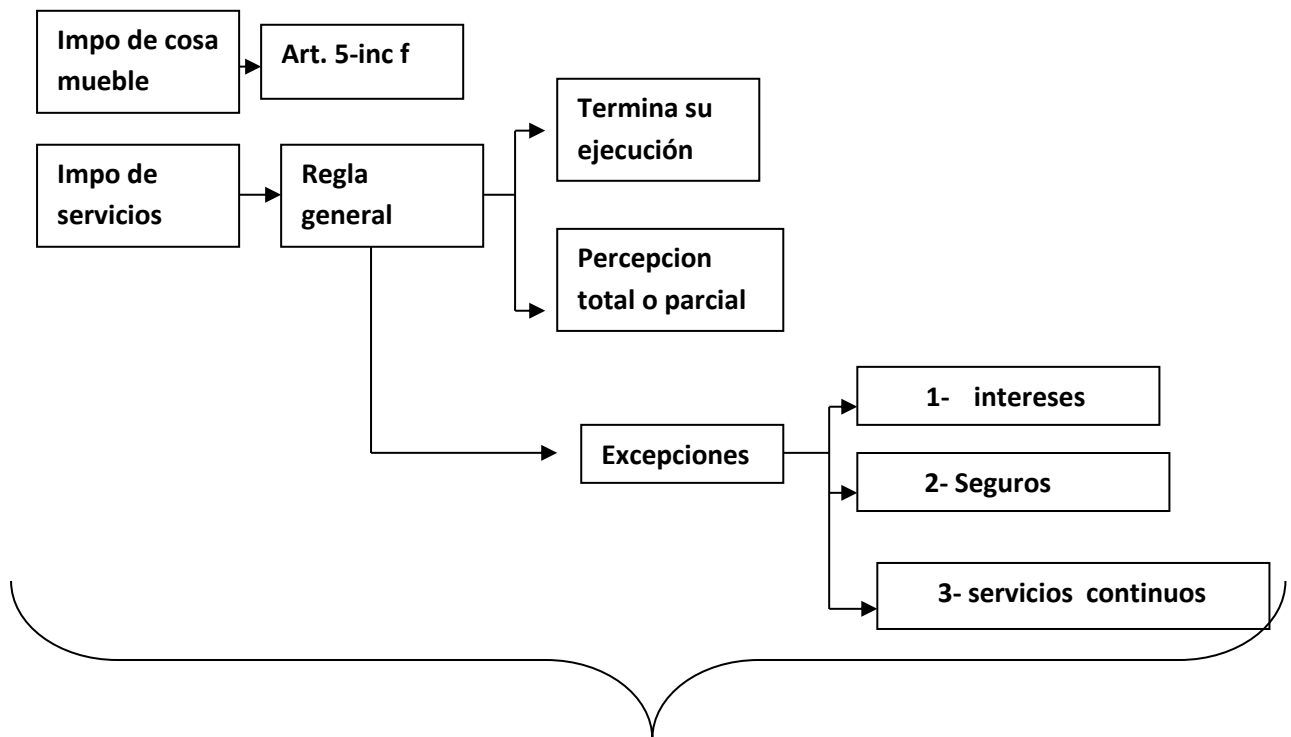 Impo de cosa
mueble
Art. 5-inc f
Impo de
servicios
Regla
general
Termina su
ejecución
Percepcion
total o parcial
Excepciones
1- intereses
2- Seguros
3- servicios continuos